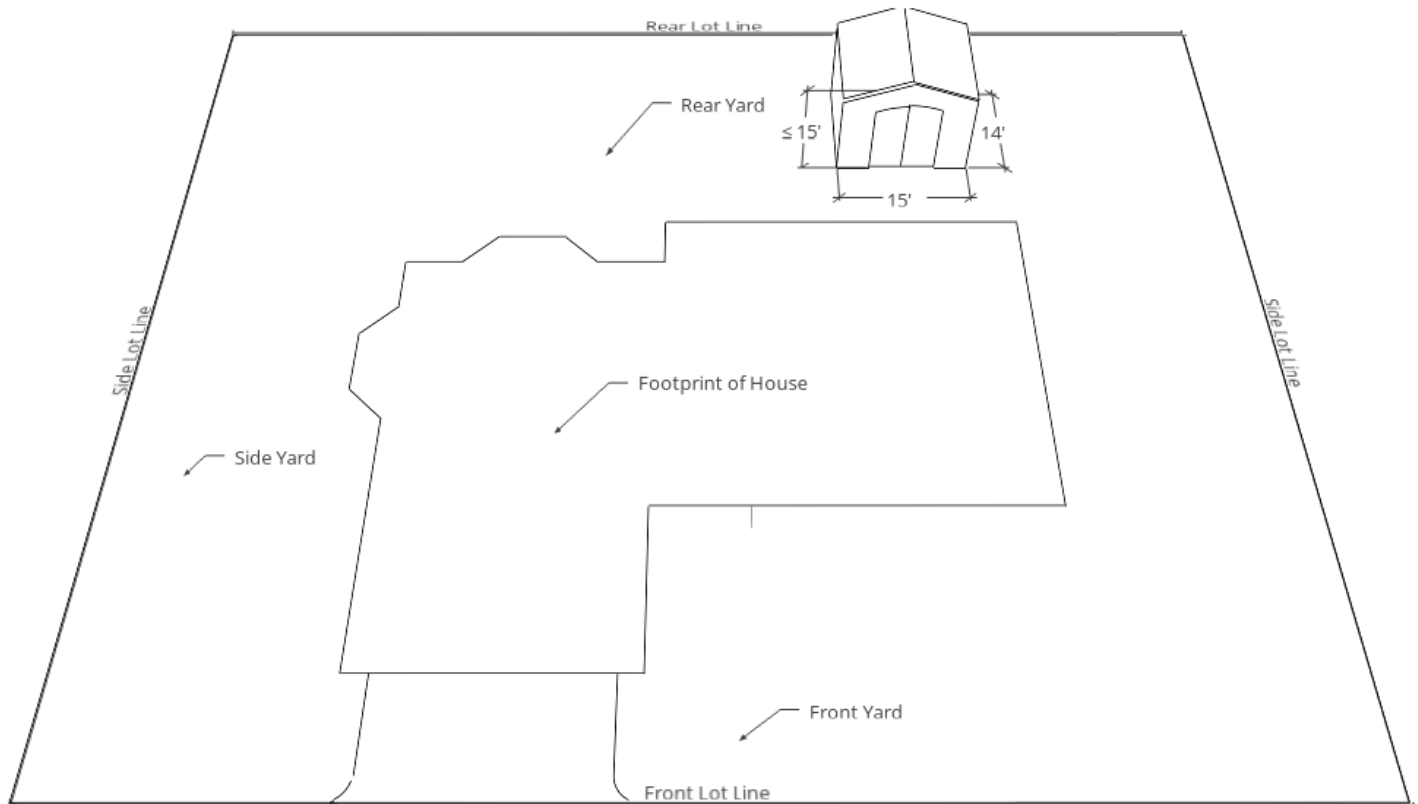 Rear Lot Line
Rear Yard
≤ 15'
14'
15'
Side Lot Line
Side Lot Line
Footprint of House
Side Yard
Front Yard
Front Lot Line